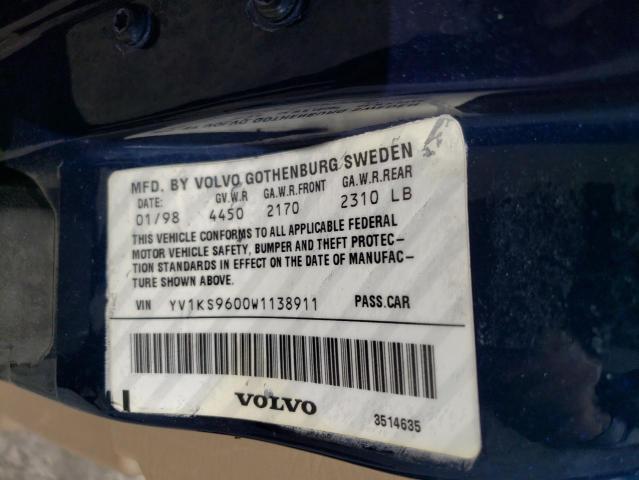 MFD. BY VOLVO GOTHENBURG SWEDEN
DATE: GV.W.R GA.W.R.FRONT GA.W.R.REAR
01/98 4450 2170 2310 LB
THIS VEHICLE CONFORMS TO ALL APPLICABLE FEDERAL
MOTOR VEHICLE SAFETY, BUMPER AND THEFT PROTEC-
TION STANDARDS IN EFFECT ON THE DATE OF MANUFAC-
TURE SHOWN ABOVE.
VIN YV1KS9600W1138911 PASS.CAR
VOLVO
3514635